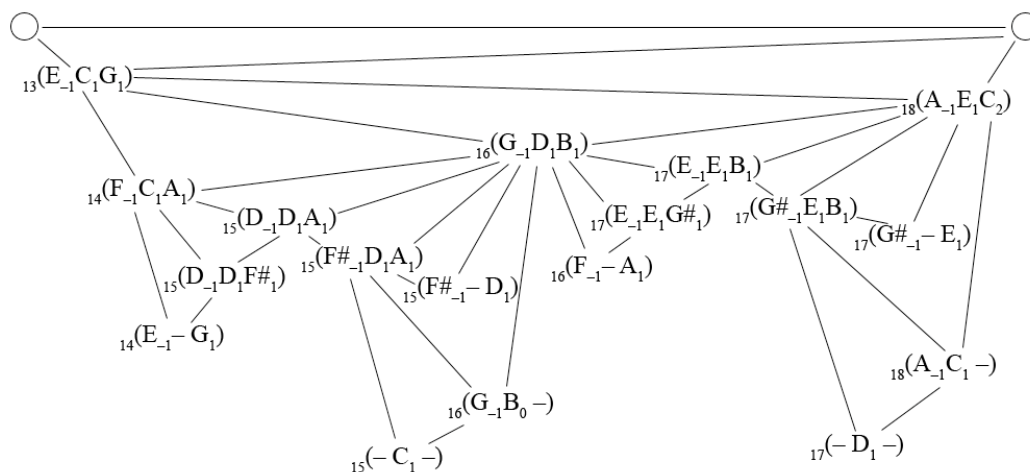 ₁₃(E₋₁C₁G₁)
₁₈(A₋₁E₁C₂)
₁₆(G₋₁D₁B₁)
₁₇(E₋₁E₁B₁)
₁₄(F₋₁C₁A₁)
₁₅(D₋₁D₁A₁)
₁₇(E₋₁E₁G#₁)
₁₇(G#₋₁E₁B₁)
₁₇(G#₋₁– E₁)
₁₅(F#₋₁D₁A₁)
₁₆(F₋₁– A₁)
₁₅(D₋₁D₁F#₁)
₁₅(F#₋₁– D₁)
₁₄(E₋₁– G₁)
₁₈(A₋₁C₁ –)
₁₆(G₋₁B₀ –)
₁₇(– D₁ –)
₁₅(– C₁ –)